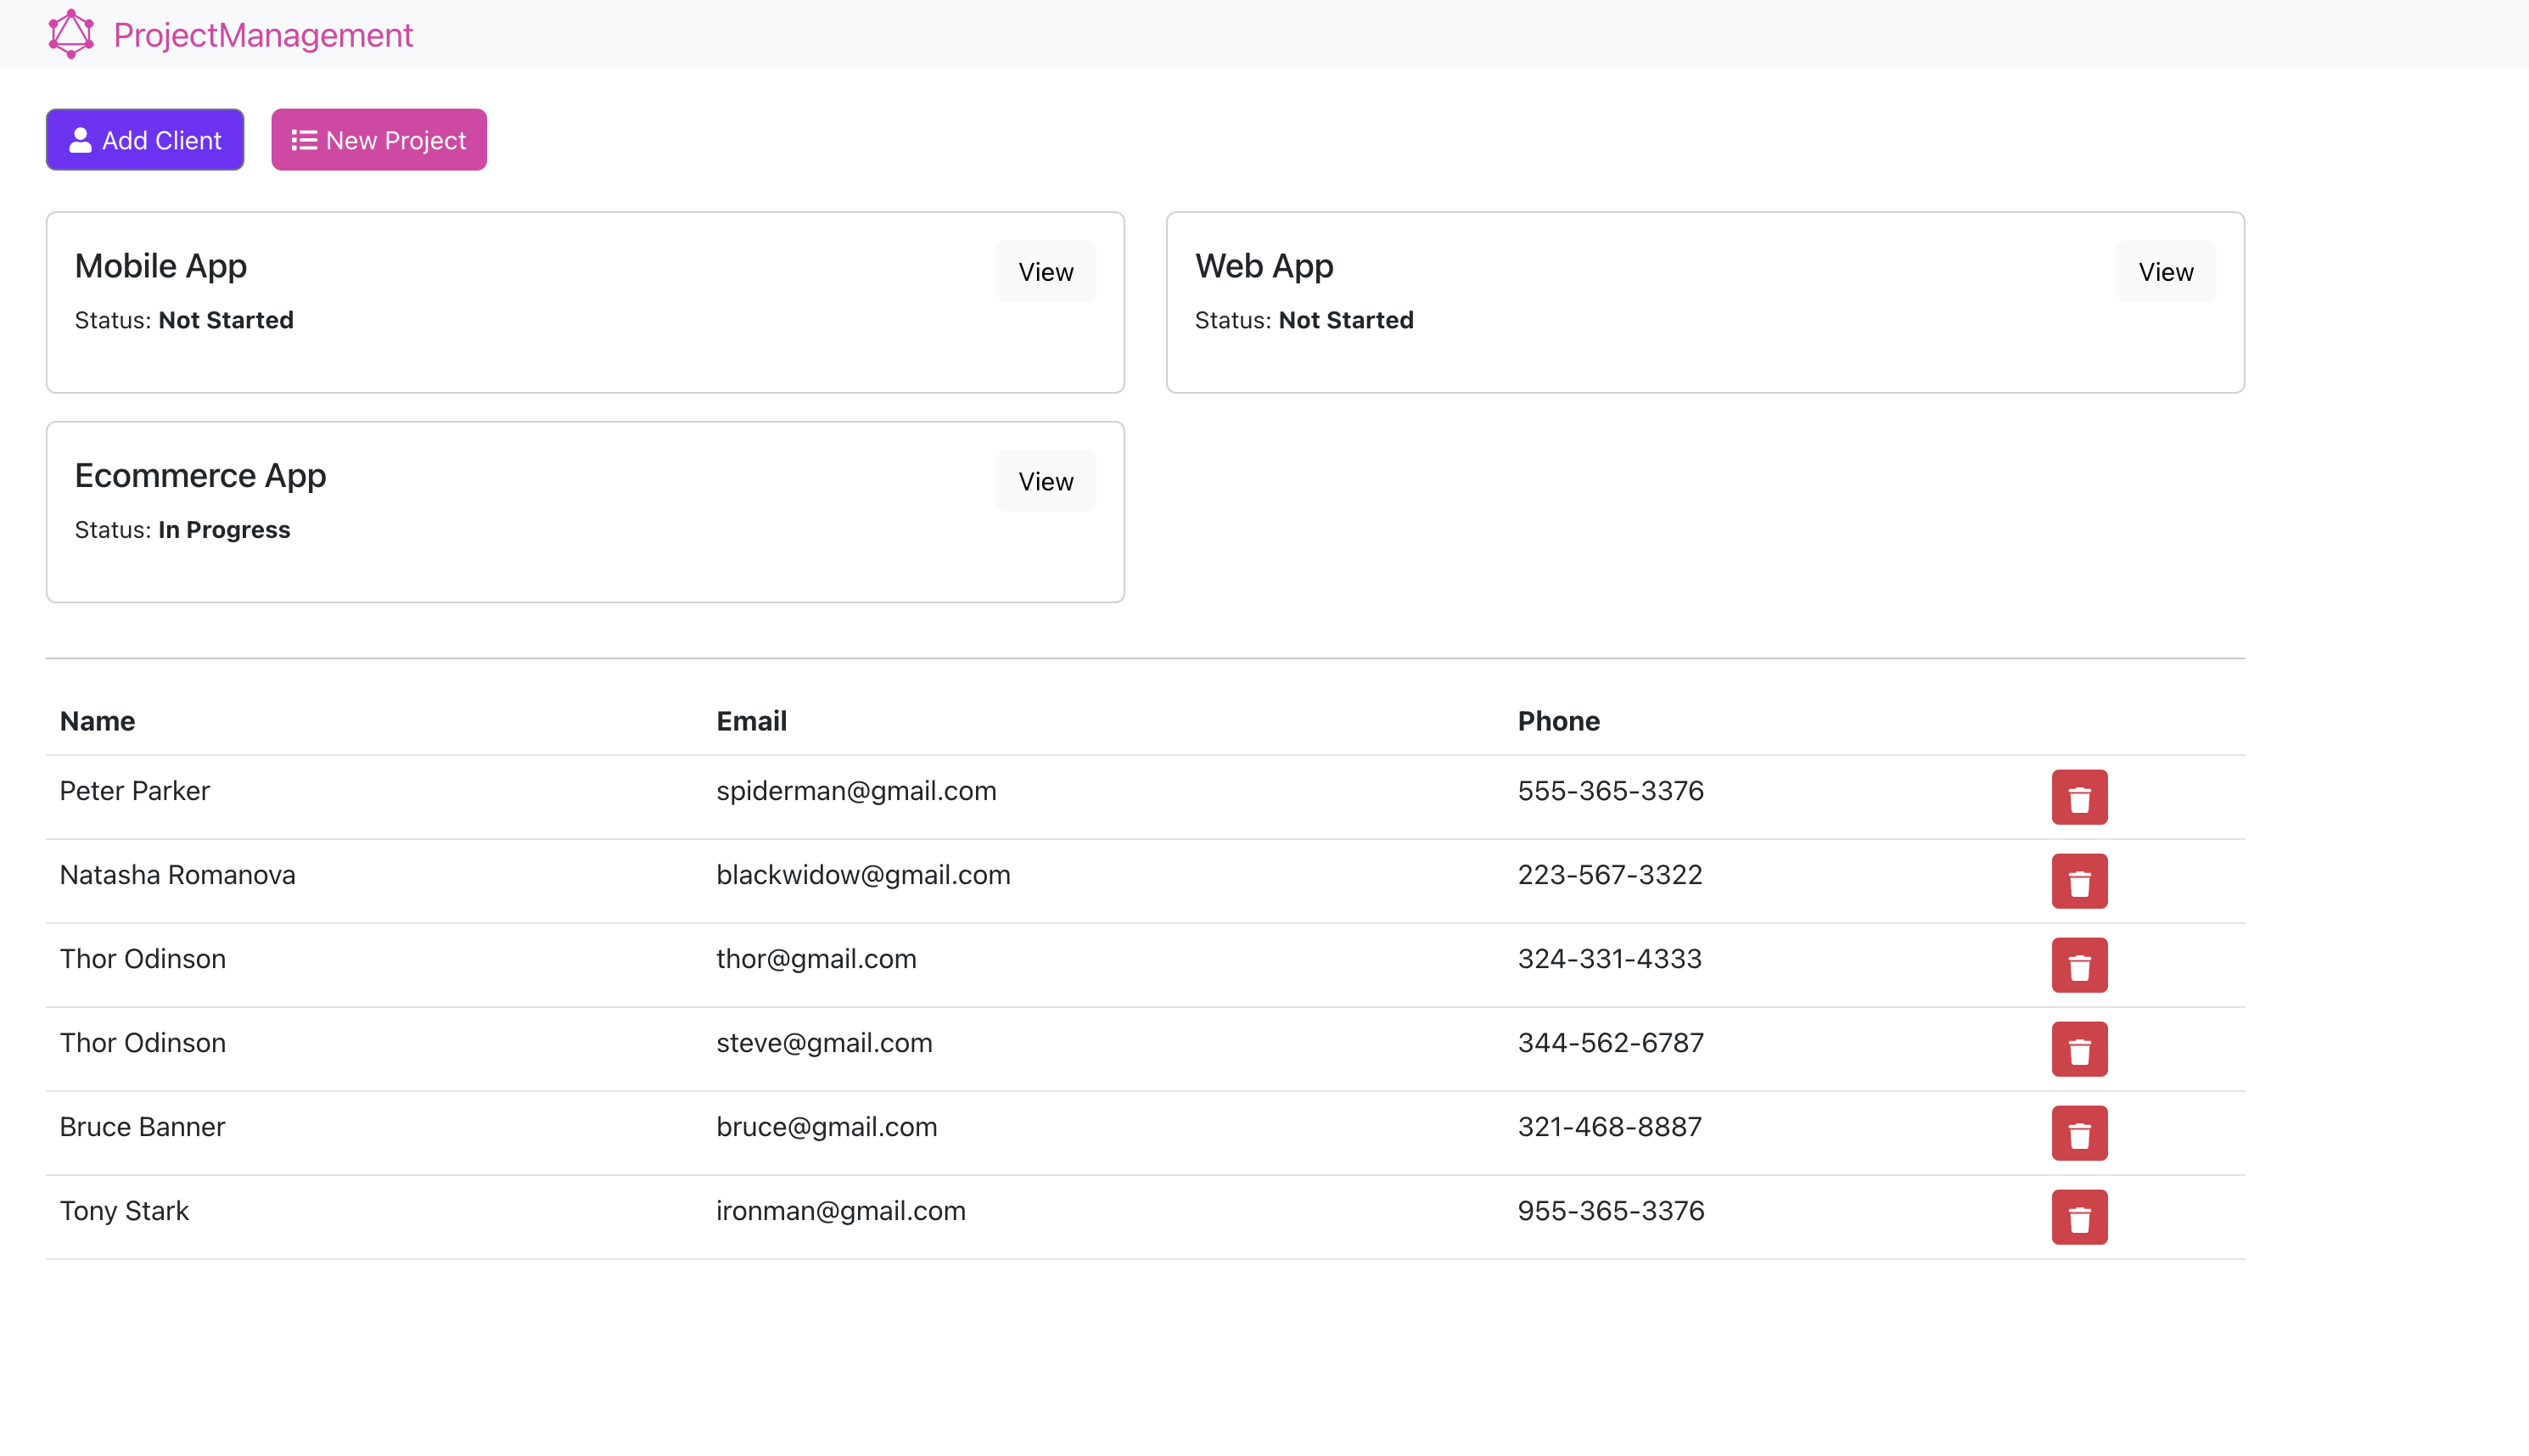 ProjectManagement
Add Client
New Project
Mobile App
View
Status: Not Started
Web App
View
Status: Not Started
Ecommerce App
View
Status: In Progress
Name Email Phone
Peter Parker spiderman@gmail.com 555-365-3376
Natasha Romanova blackwidow@gmail.com 223-567-3322
Thor Odinson thor@gmail.com 324-331-4333
Thor Odinson steve@gmail.com 344-562-6787
Bruce Banner bruce@gmail.com 321-468-8887
Tony Stark ironman@gmail.com 955-365-3376